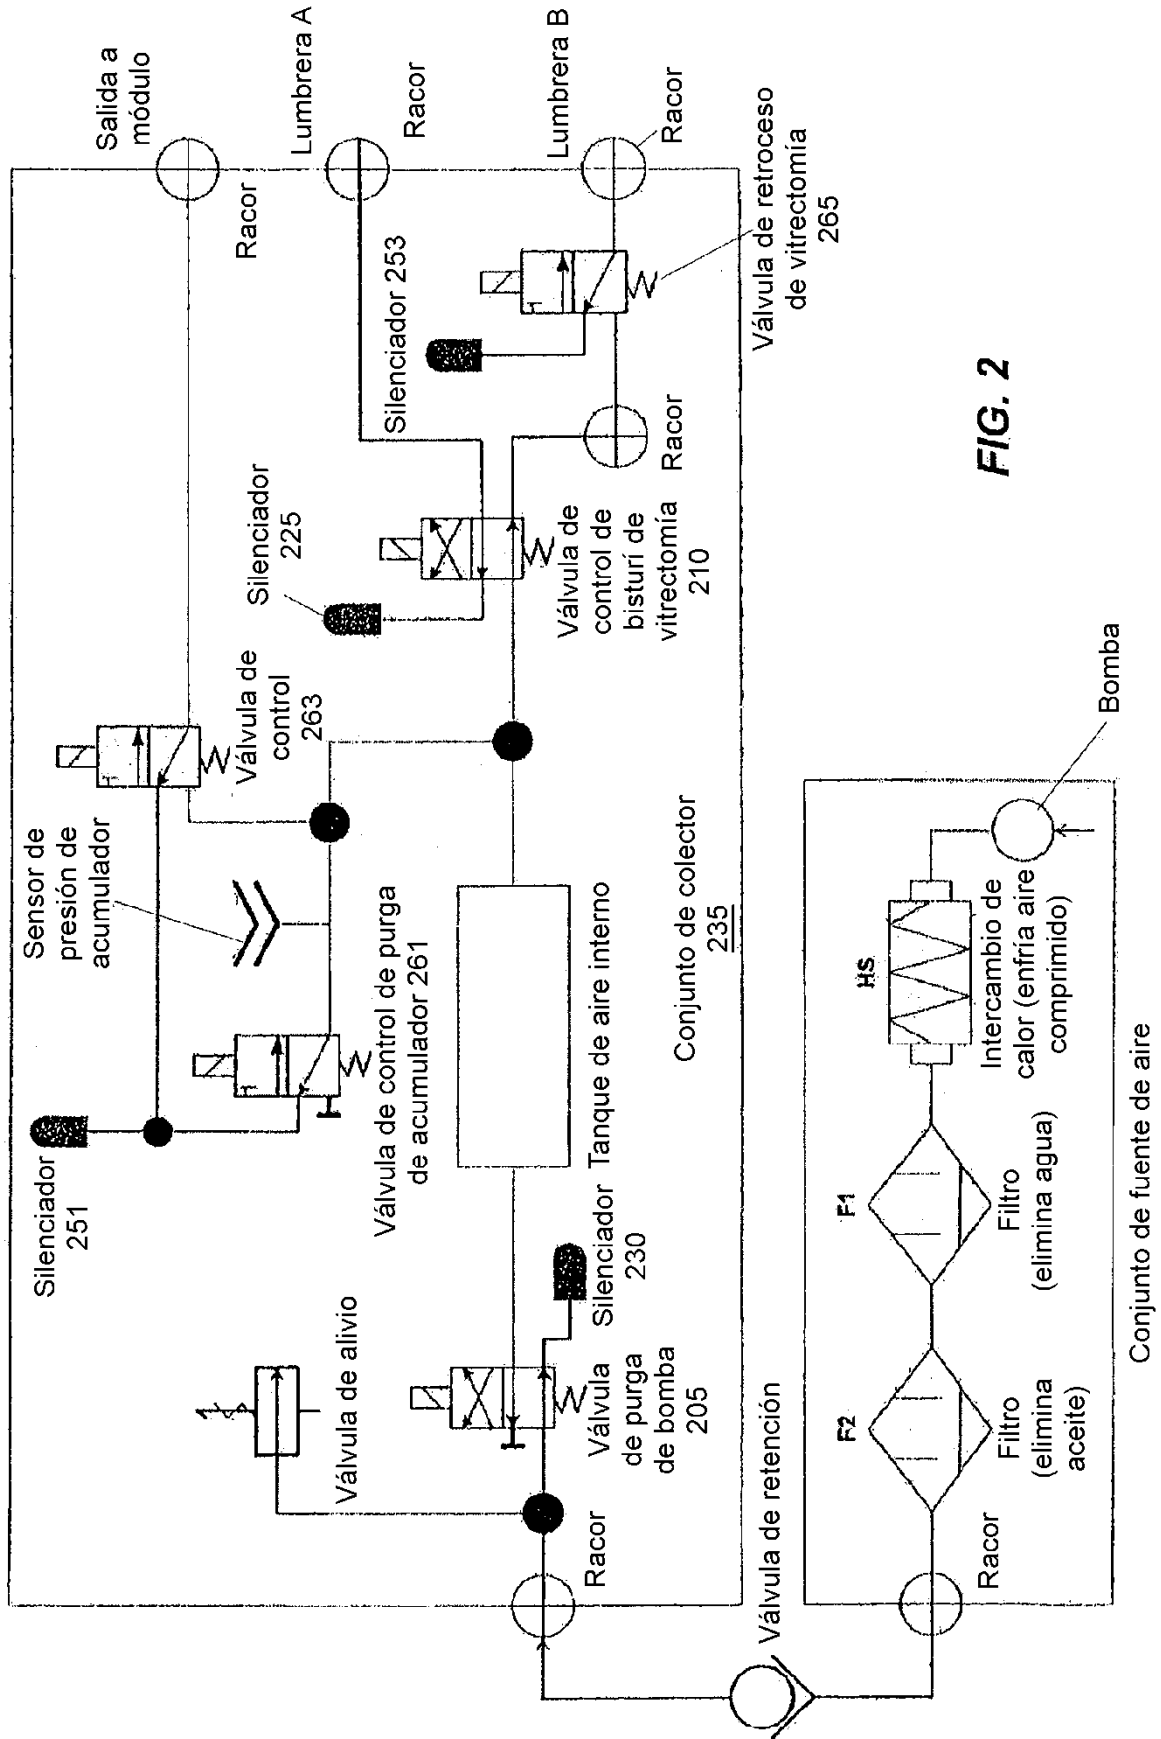 Salida a
módulo
Racor
Lumbrera A
Racor
Lumbrera B
Racor
Válvula de retroceso
de vitrectomía
265
Silenciador 253
Racor
Silenciador
225
Válvula de
control de
bisturí de
vitrectomía
210
Válvula de
control
263
Sensor de
presión de
acumulador
Silenciador
251
Válvula de control de purga
de acumulador 261
Tanque de aire interno
Conjunto de colector
235
Válvula de alivio
Silenciador
230
Válvula
de purga
de bomba
205
Racor
Válvula de retención
Bomba
HS
Intercambio de
calor (enfría aire
comprimido)
F1
Filtro
(elimina agua)
F2
Filtro
(elimina
aceite)
Racor
Conjunto de fuente de aire
FIG. 2